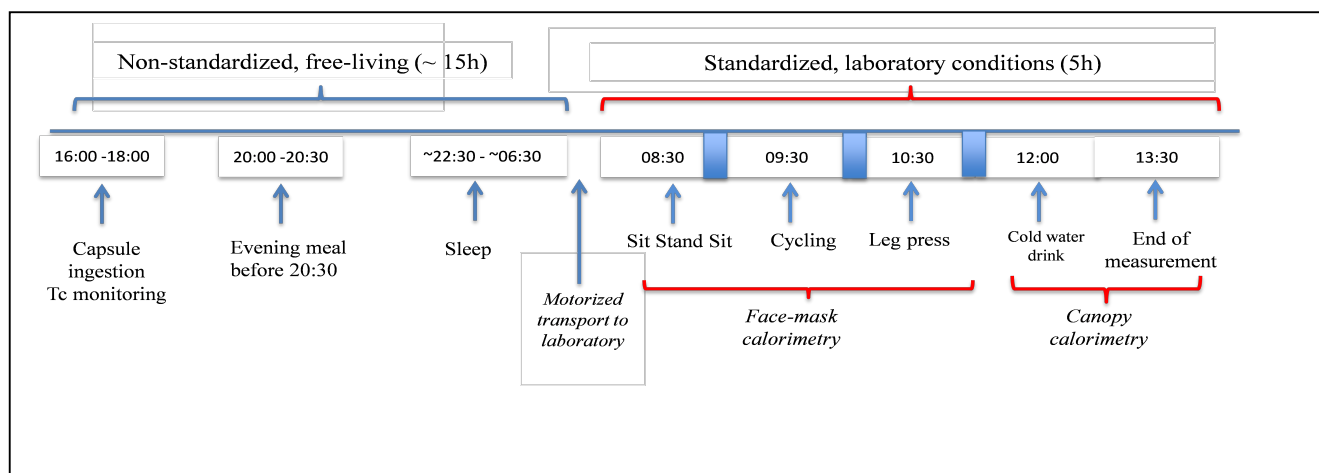 Non-standardized, free-living (~ 15h)
Standardized, laboratory conditions (5h)
16:00 -18:00
20:00 -20:30
~22:30 - ~06:30
08:30
09:30
10:30
12:00
13:30
Capsule
ingestion
Tc monitoring
Evening meal
before 20:30
Sleep
Motorized
transport to
laboratory
Sit Stand Sit
Cycling
Leg press
Cold water
drink
End of
measurement
Face-mask
calorimetry
Canopy
calorimetry